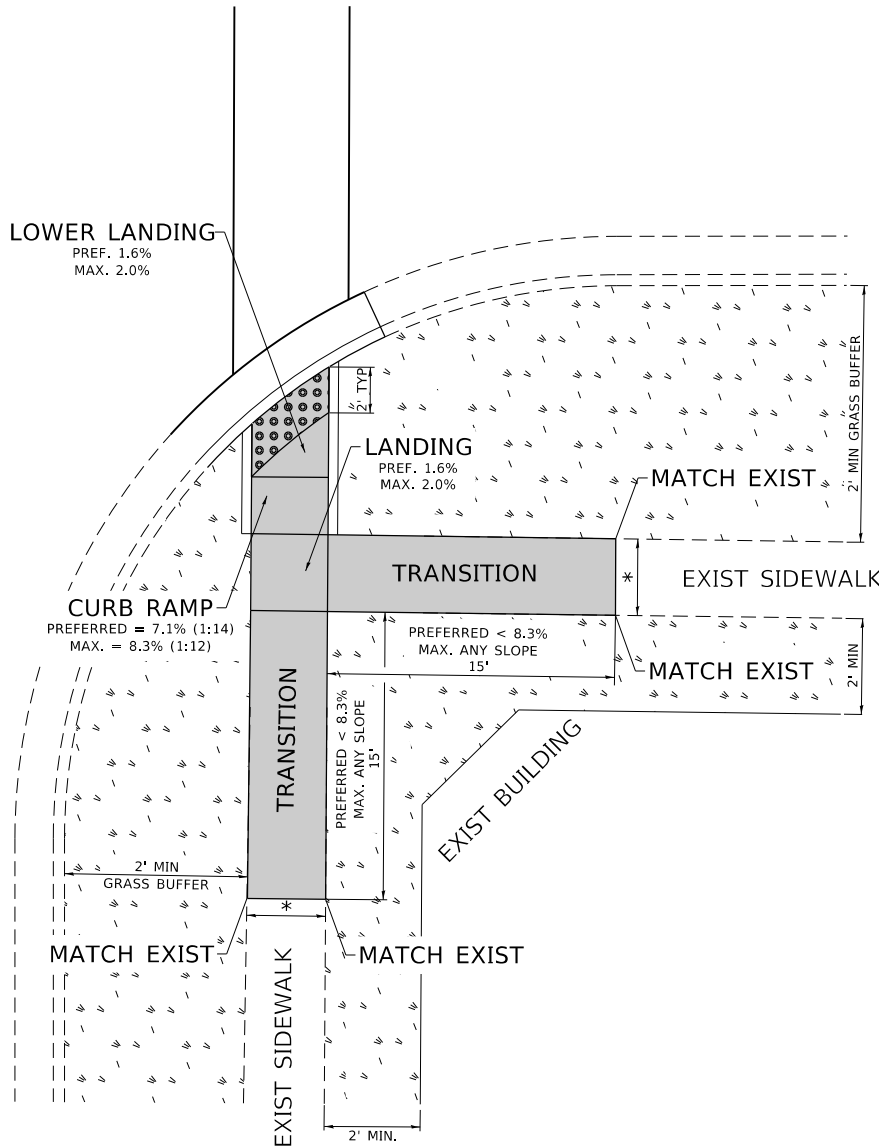 LOWER LANDING
PREF. 1.6%
MAX. 2.0%
2' TYP
2' MIN GRASS BUFFER
LANDING
PREF. 1.6%
MAX. 2.0%
MATCH EXIST
TRANSITION
*
EXIST SIDEWALK
CURB RAMP
PREFERRED = 7.1% (1:14)
MAX. = 8.3% (1:12)
PREFERRED < 8.3%
MAX. ANY SLOPE
15'
MATCH EXIST
2' MIN
TRANSITION
PREFERRED < 8.3%
MAX. ANY SLOPE
15'
EXIST BUILDING
2' MIN
GRASS BUFFER
*
MATCH EXIST
MATCH EXIST
EXIST SIDEWALK
2' MIN.